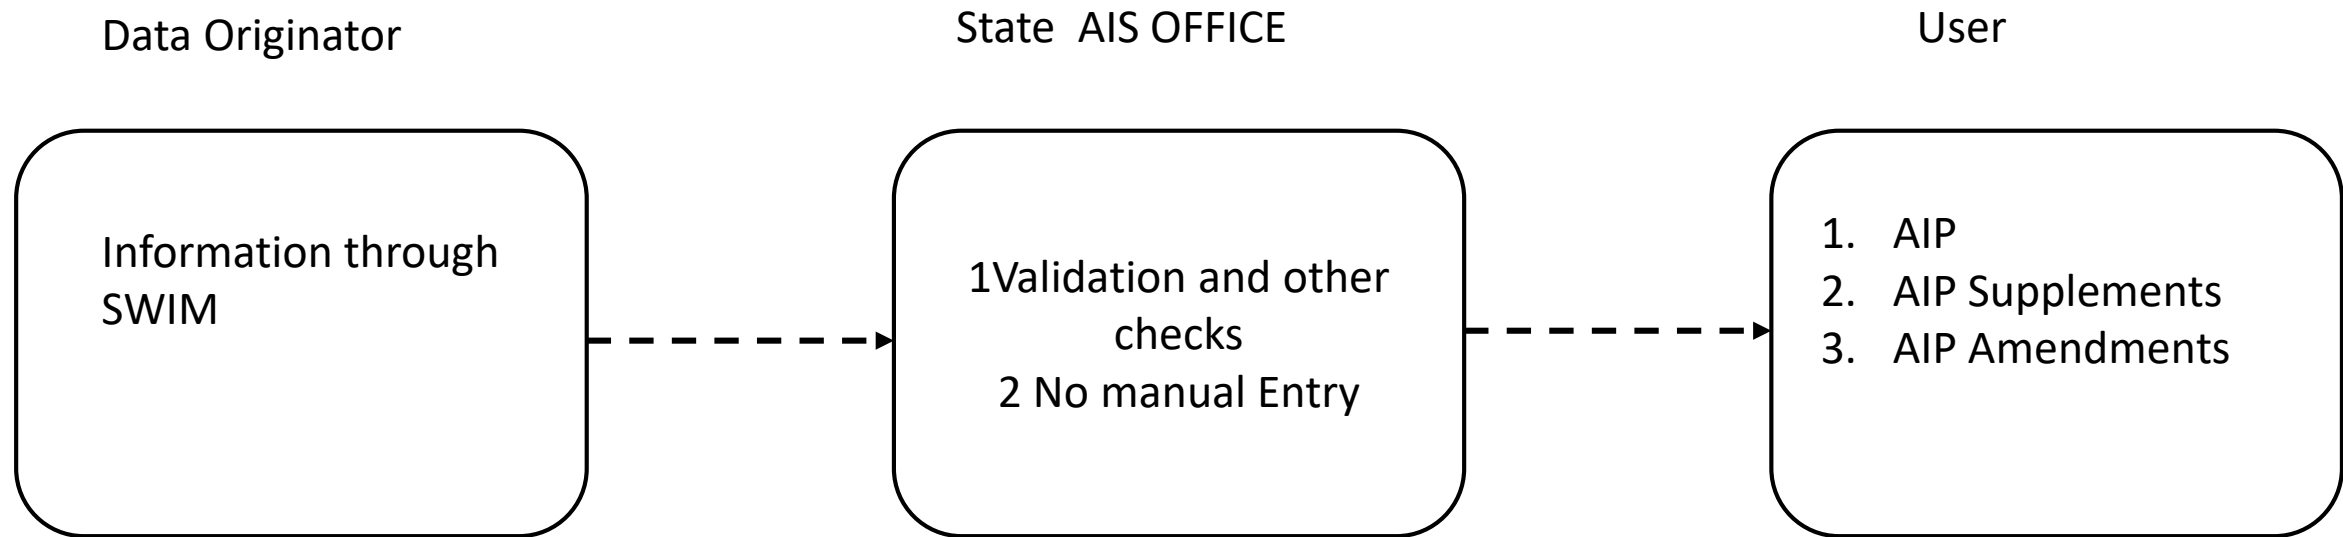 Data Originator
State AIS OFFICE
User
Information through
SWIM
1Validation and other
checks
2 No manual Entry
1. AIP
2. AIP Supplements
3. AIP Amendments